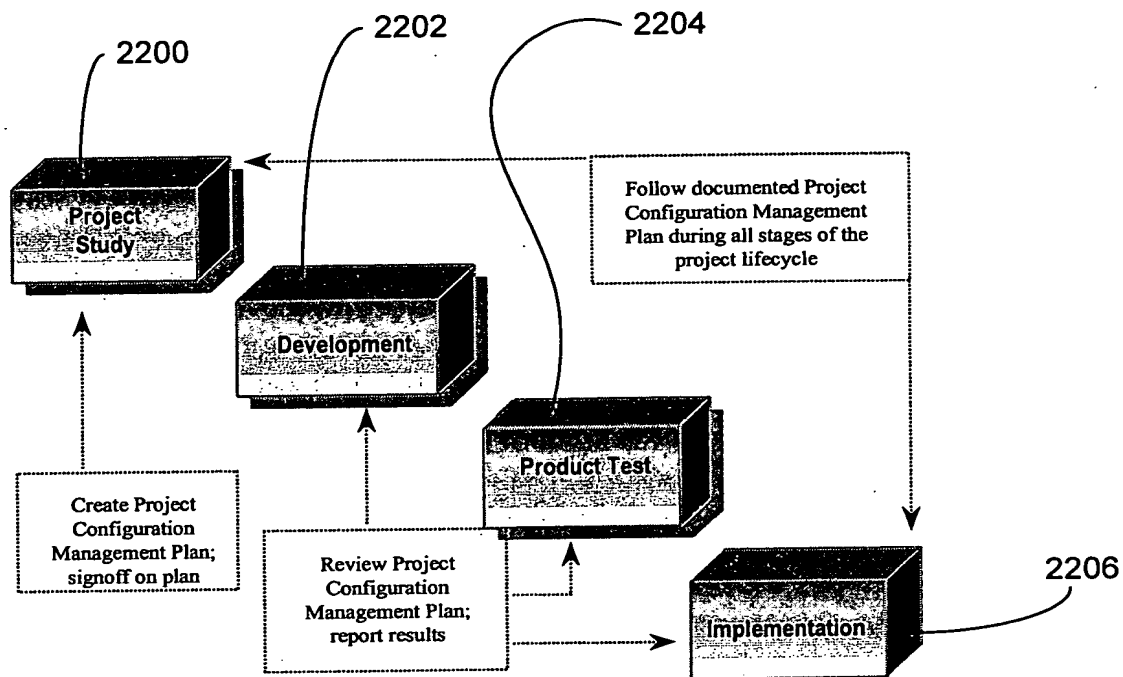 2200
2202
2204
Project
Study
Follow documented Project
Configuration Management
Plan during all stages of the
project lifecycle
Development
Product Test
Create Project
Configuration
Management Plan;
signoff on plan
Review Project
Configuration
Management Plan;
report results
Implementation
2206